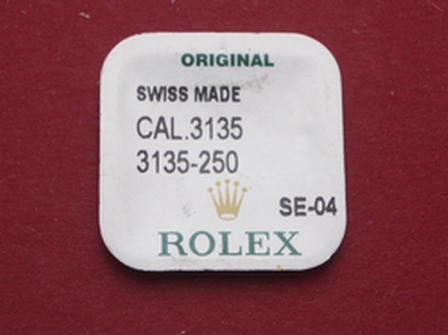 ORIGINAL
SWISS MADE
CAL.3135
3135-250
SE-04
ROLEX